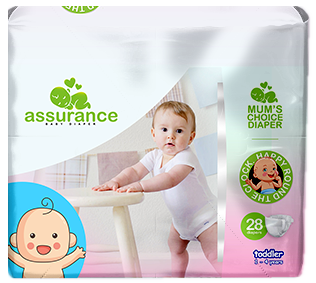 assurance
BABY DIAPER
MUM'S
CHOICE
DIAPER
HAPPY ROUND THE CLOCK
28
diapers
toddler